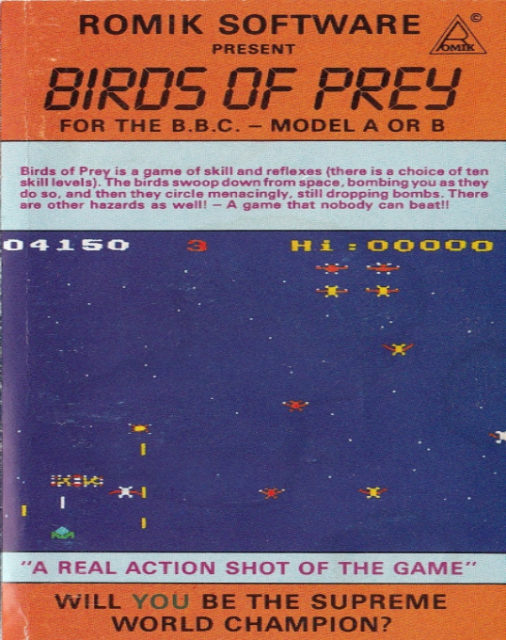 ROMIK SOFTWARE
©
PRESENT
ROMIK
BIRDS OF PREY
FOR THE B.B.C. – MODEL A OR B
Birds of Prey is a game of skill and reflexes (there is a choice of ten
skill levels). The birds swoop down from space, bombing you as they
do so, and then they circle menacingly, still dropping bombs. There
are other hazards as well! – A game that nobody can beat!!
04150 3 Hi:00000
"A REAL ACTION SHOT OF THE GAME"
WILL YOU BE THE SUPREME
WORLD CHAMPION?